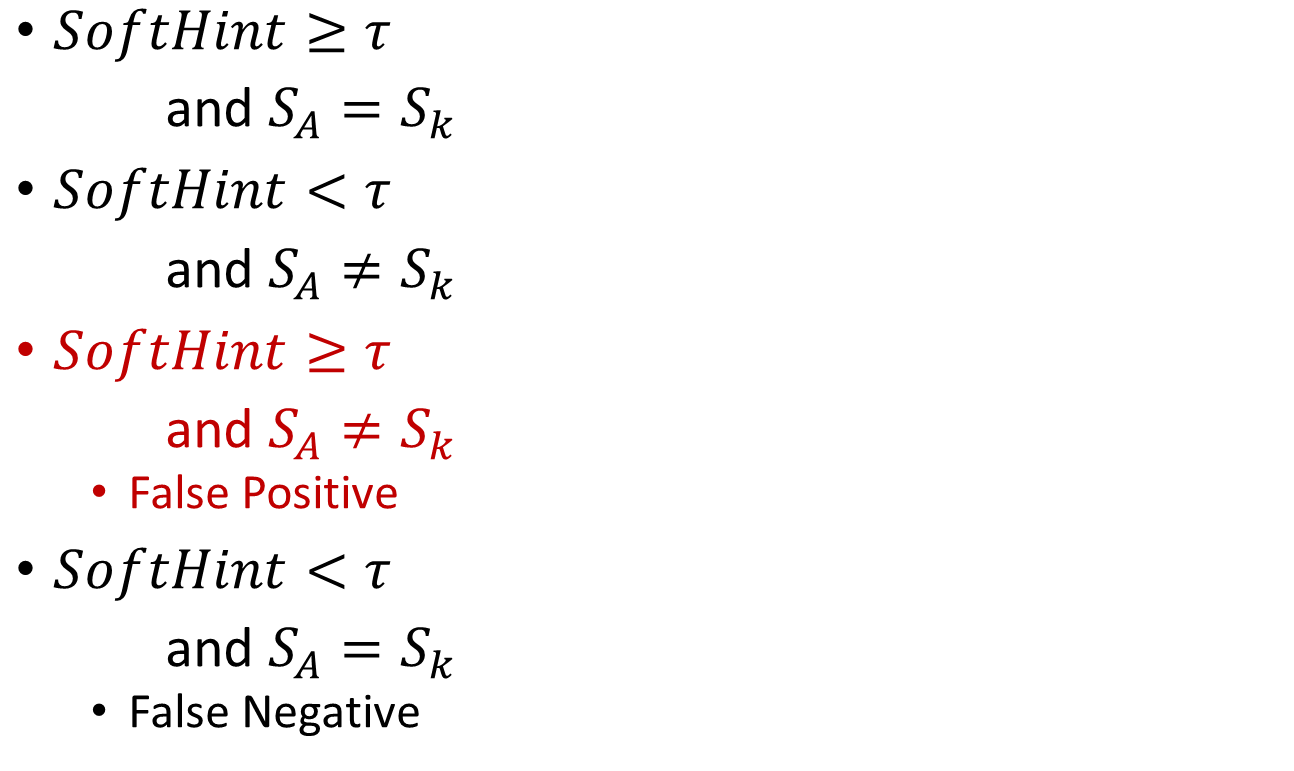 • SoftHint ≥ τ
and S_A = S_k
• SoftHint < τ
and S_A ≠ S_k
• SoftHint ≥ τ
and S_A ≠ S_k
• False Positive
• SoftHint < τ
and S_A = S_k
• False Negative